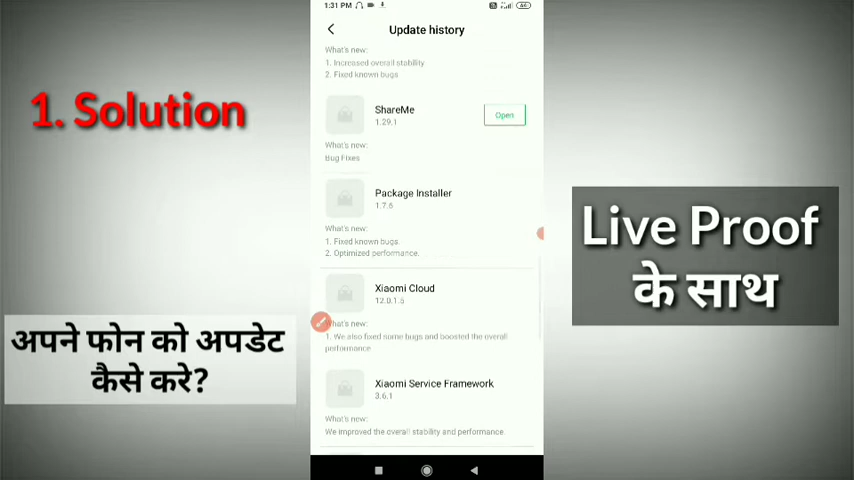 1:31 PM
Update history
What's new:
1. Increased overall stability
2. Fixed known bugs
ShareMe
1.29.1
Open
What's new:
Bug Fixes
Package Installer
1.7.6
What's new:
1. Fixed known bugs.
2. Optimized performance.
Xiaomi Cloud
12.0.1.5
What's new:
1. We also fixed some bugs and boosted the overall
performance
Xiaomi Service Framework
3.6.1
What's new:
We improved the overall stability and performance.
1. Solution
अपने फोन को अपडेट
कैसे करे?
Live Proof
के साथ